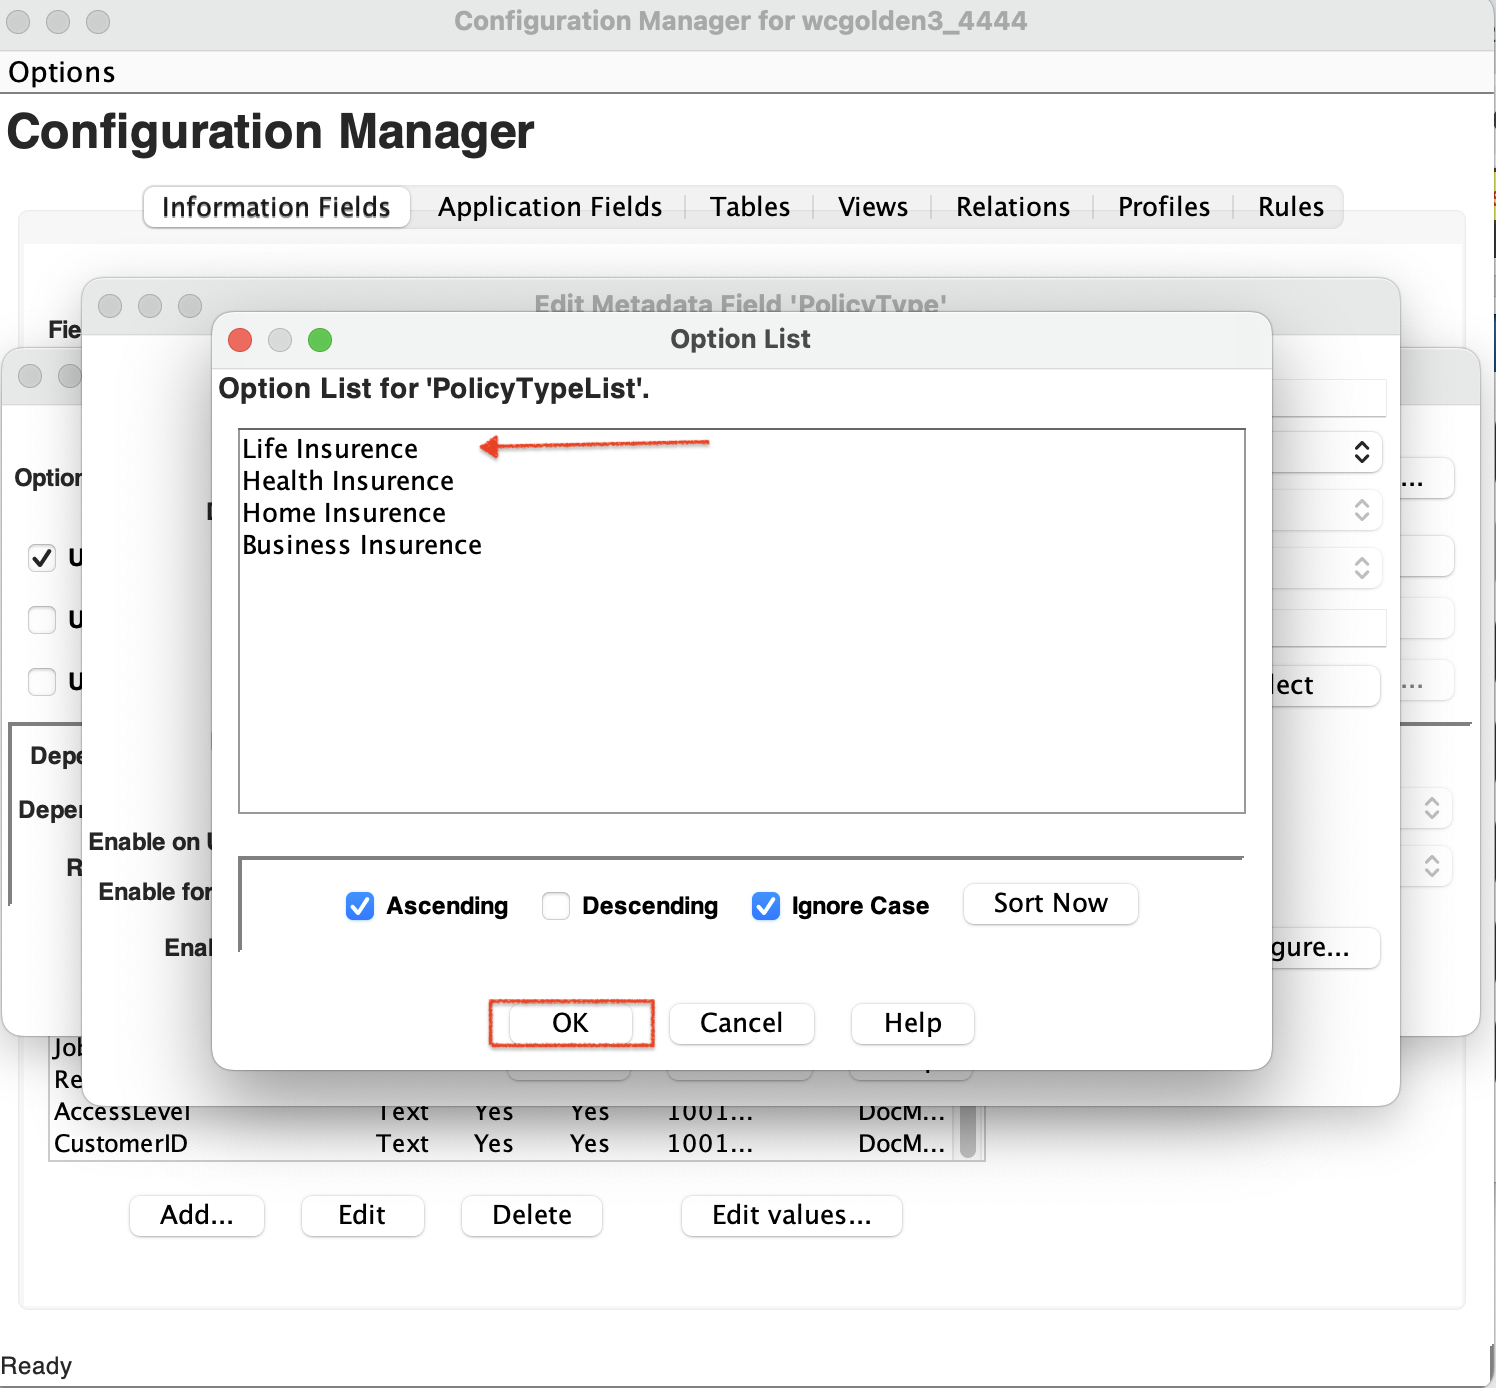 Configuration Manager for wcgolden3_4444
Options
Configuration Manager
Information Fields Application Fields Tables Views Relations Profiles Rules
Edit Metadata Field 'PolicyType'
Fie
Option List
Option List for 'PolicyTypeList'.
Life Insurence
Health Insurence
Home Insurence
Business Insurence
Option
...
U
U
U
lect
...
Depe
Depen
Enable on U
R
Enable for
Enal
gure...
Ascending Descending Ignore Case Sort Now
OK Cancel Help
Job
Re
AccessLevel Text Yes Yes 1001... DocM...
CustomerID Text Yes Yes 1001... DocM...
Add... Edit Delete Edit values...
Ready